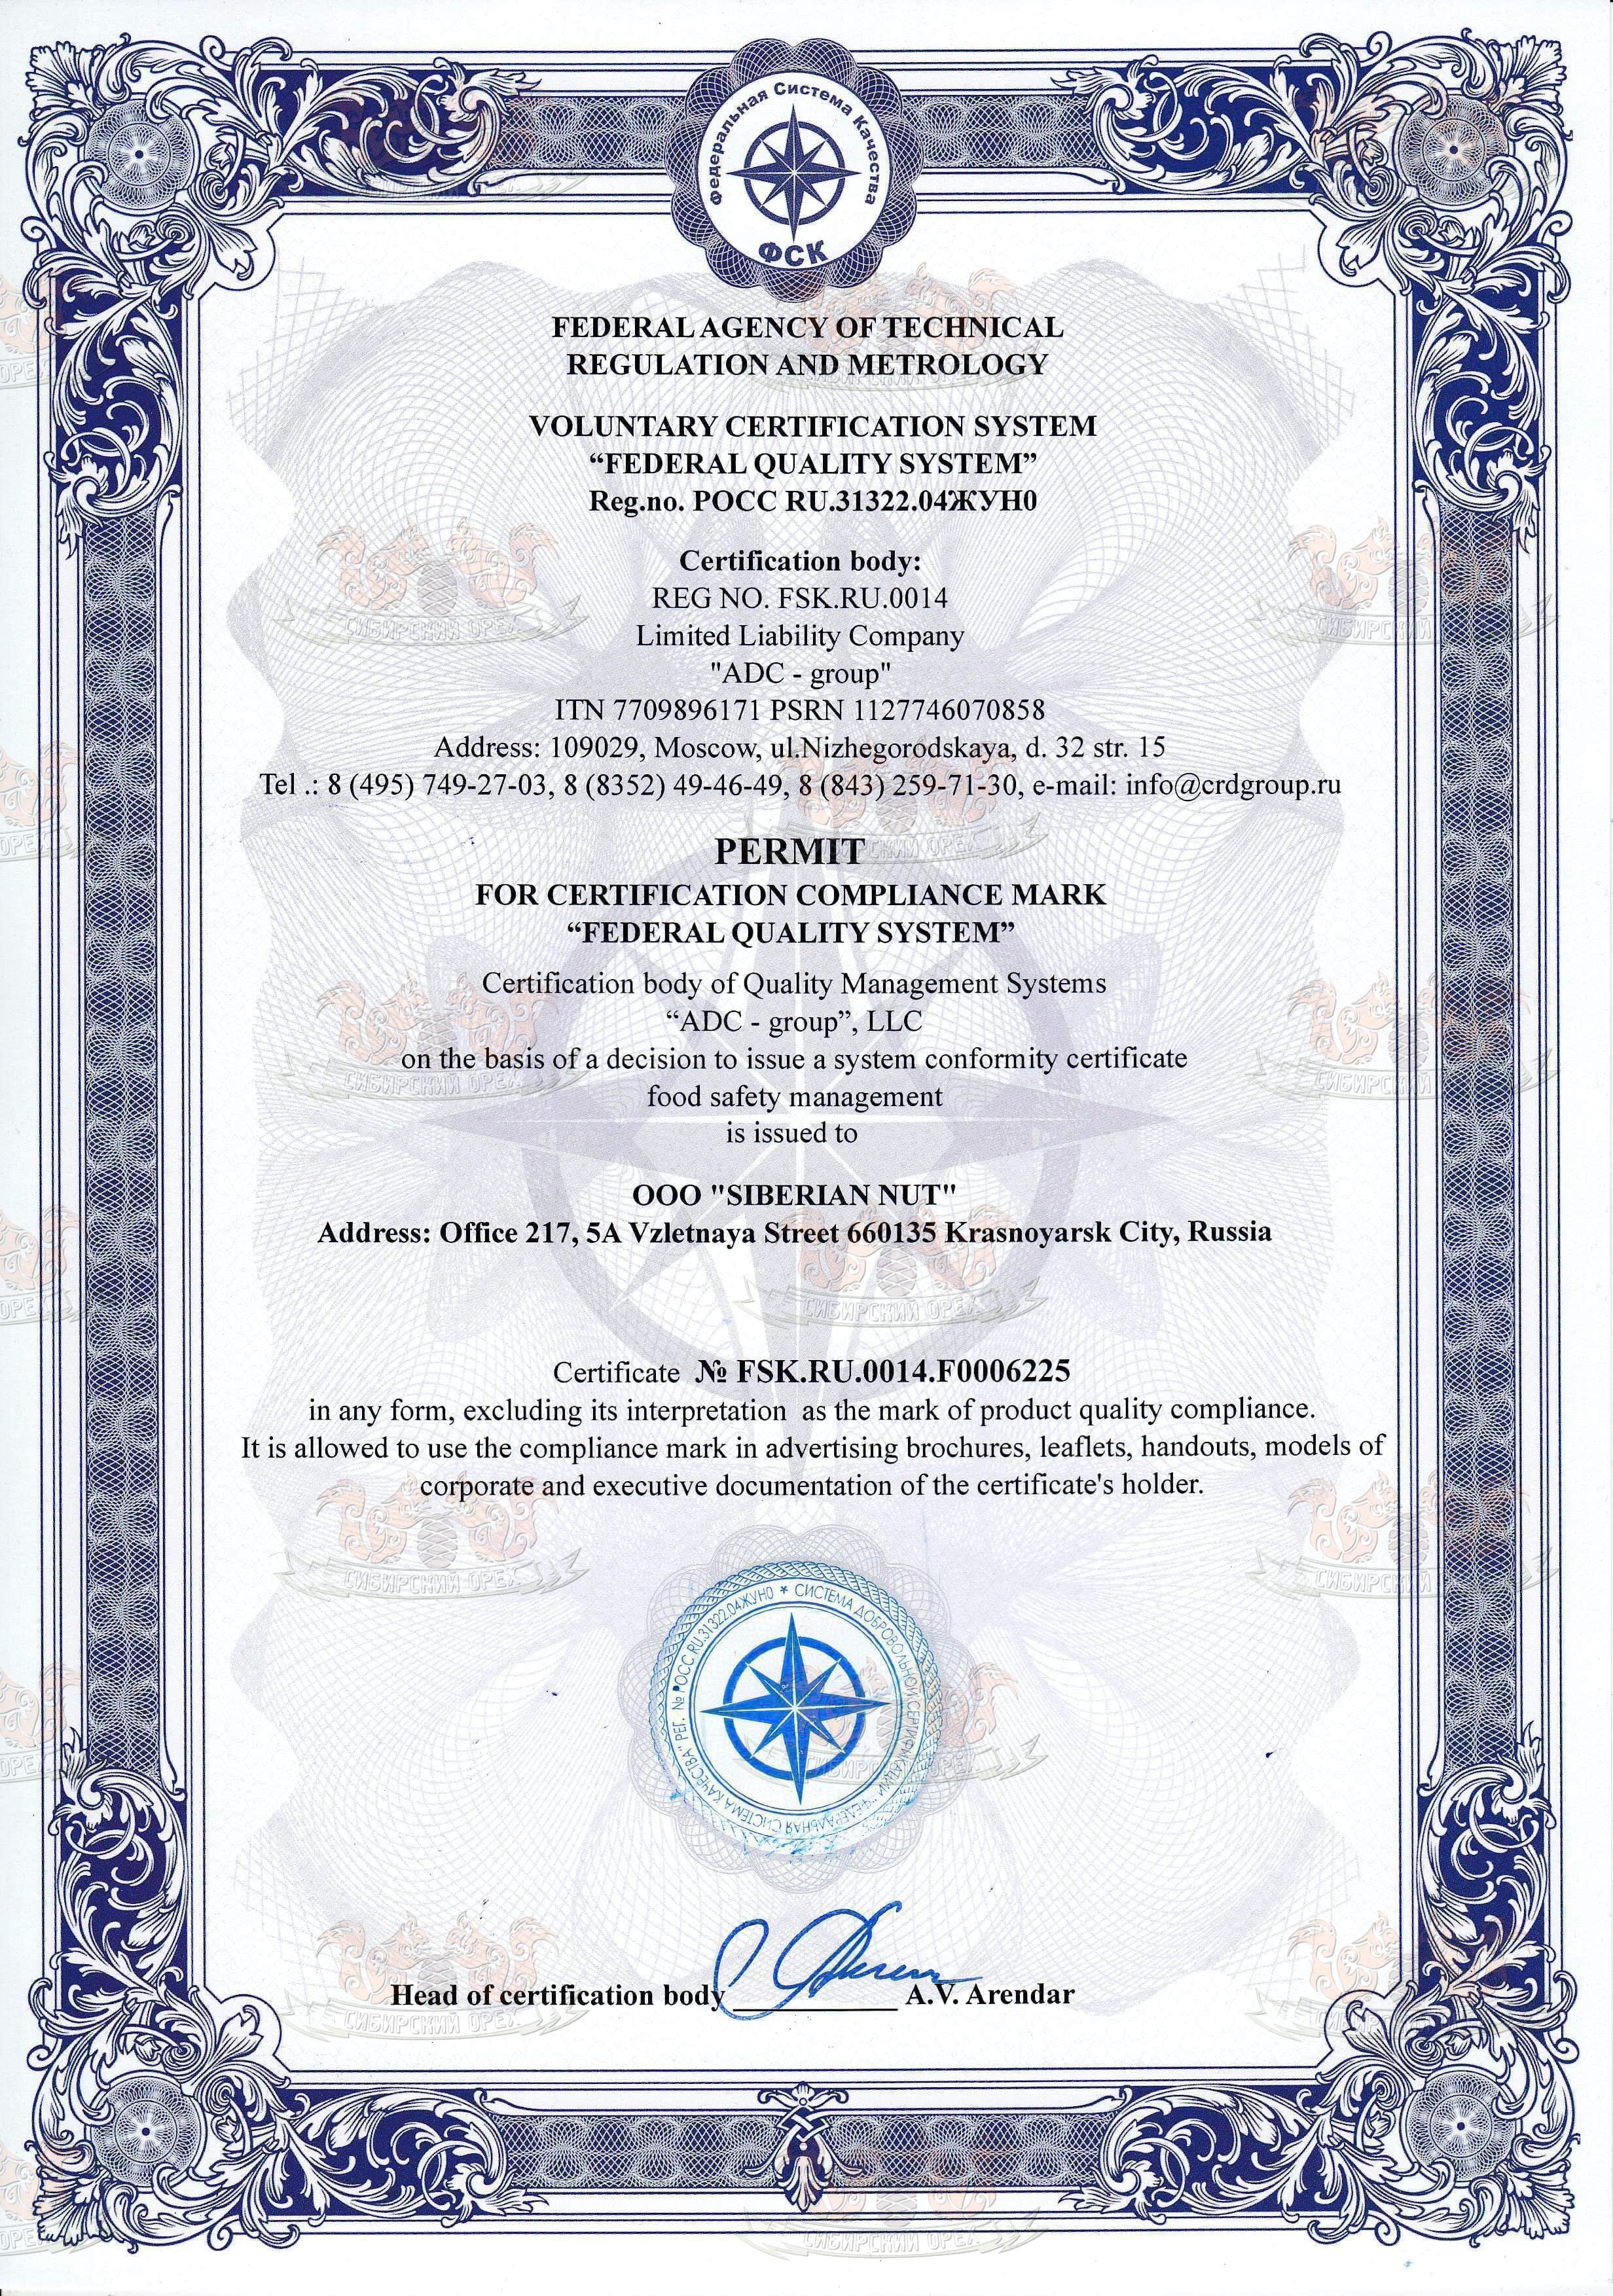 Федеральная Система Качества
ФСК
FEDERAL AGENCY OF TECHNICAL
REGULATION AND METROLOGY
VOLUNTARY CERTIFICATION SYSTEM
“FEDERAL QUALITY SYSTEM”
Reg.no. РОСС RU.31322.04ЖУН0
Certification body:
REG NO. FSK.RU.0014
Limited Liability Company
"ADC - group"
ITN 7709896171 PSRN 1127746070858
Address: 109029, Moscow, ul.Nizhegorodskaya, d. 32 str. 15
Tel .: 8 (495) 749-27-03, 8 (8352) 49-46-49, 8 (843) 259-71-30, e-mail: info@crdgroup.ru
PERMIT
FOR CERTIFICATION COMPLIANCE MARK
“FEDERAL QUALITY SYSTEM”
Certification body of Quality Management Systems
“ADC - group”, LLC
on the basis of a decision to issue a system conformity certificate
food safety management
is issued to
OOO "SIBERIAN NUT"
Address: Office 217, 5A Vzletnaya Street 660135 Krasnoyarsk City, Russia
Certificate № FSK.RU.0014.F0006225
in any form, excluding its interpretation as the mark of product quality compliance.
It is allowed to use the compliance mark in advertising brochures, leaflets, handouts, models of
corporate and executive documentation of the certificate's holder.
СИСТЕМА ДОБРОВОЛЬНОЙ СЕРТИФИКАЦИИ "ФЕДЕРАЛЬНАЯ СИСТЕМА КАЧЕСТВА" РЕГ. № РОСС RU.31322.04ЖУН0 *
Head of certification body A.V. Arendar
СИБИРСКИЙ ОРЕХ